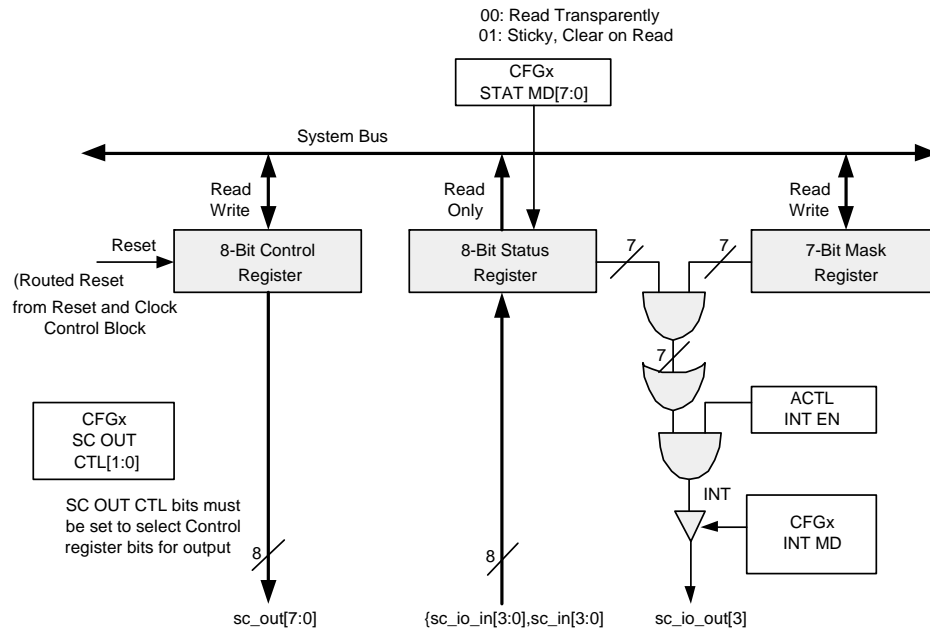 00: Read Transparently
01: Sticky, Clear on Read
CFGx
STAT MD[7:0]
System Bus
Read
Write
Read
Only
Read
Write
Reset
(Routed Reset
from Reset and Clock
Control Block
8-Bit Control
Register
8-Bit Status
Register
7
7
7-Bit Mask
Register
7
CFGx
SC OUT
CTL[1:0]
ACTL
INT EN
SC OUT CTL bits must
be set to select Control
register bits for output
INT
CFGx
INT MD
8
8
sc_out[7:0]
{sc_io_in[3:0],sc_in[3:0]
sc_io_out[3]